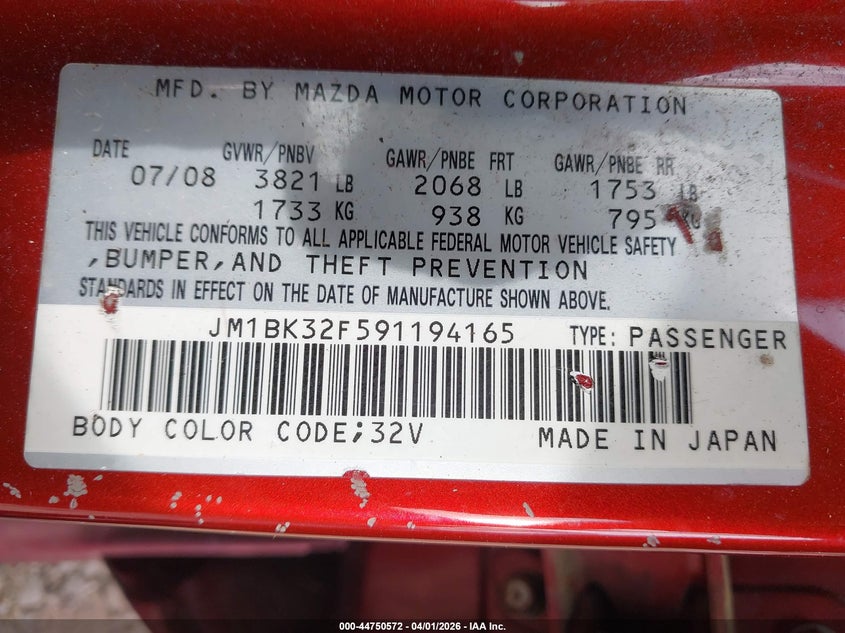 MFD. BY MAZDA MOTOR CORPORATION
DATE GVWR/PNBV GAWR/PNBE FRT GAWR/PNBE RR
07/08 3821 LB 2068 LB 1753 LB
1733 KG 938 KG 795 KG
THIS VEHICLE CONFORMS TO ALL APPLICABLE FEDERAL MOTOR VEHICLE SAFETY
,BUMPER,AND THEFT PREVENTION
STANDARDS IN EFFECT ON THE DATE OF MANUFACTURE SHOWN ABOVE.
JM1BK32F591194165 TYPE: PASSENGER
BODY COLOR CODE;32V MADE IN JAPAN
000-44750572 - 04/01/2026 - IAA Inc.